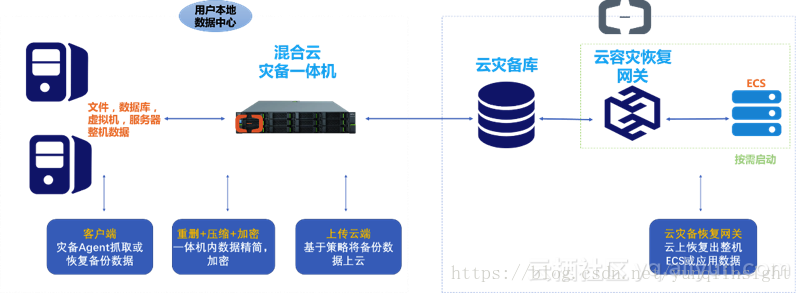 用户本地
数据中心
混合云
灾备一体机
文件，数据库，
虚拟机，服务器
整机数据
云灾备库
云容灾恢复
网关
ECS
按需启动
客户端
灾备Agent抓取或
恢复备份数据
重删+压缩+加密
一体机内数据精简，
加密
上传云端
基于策略将备份数
据上云
云灾备恢复网关
云上恢复出整机
ECS或应用数据
https://blog.csdn.net/yunqiinsight